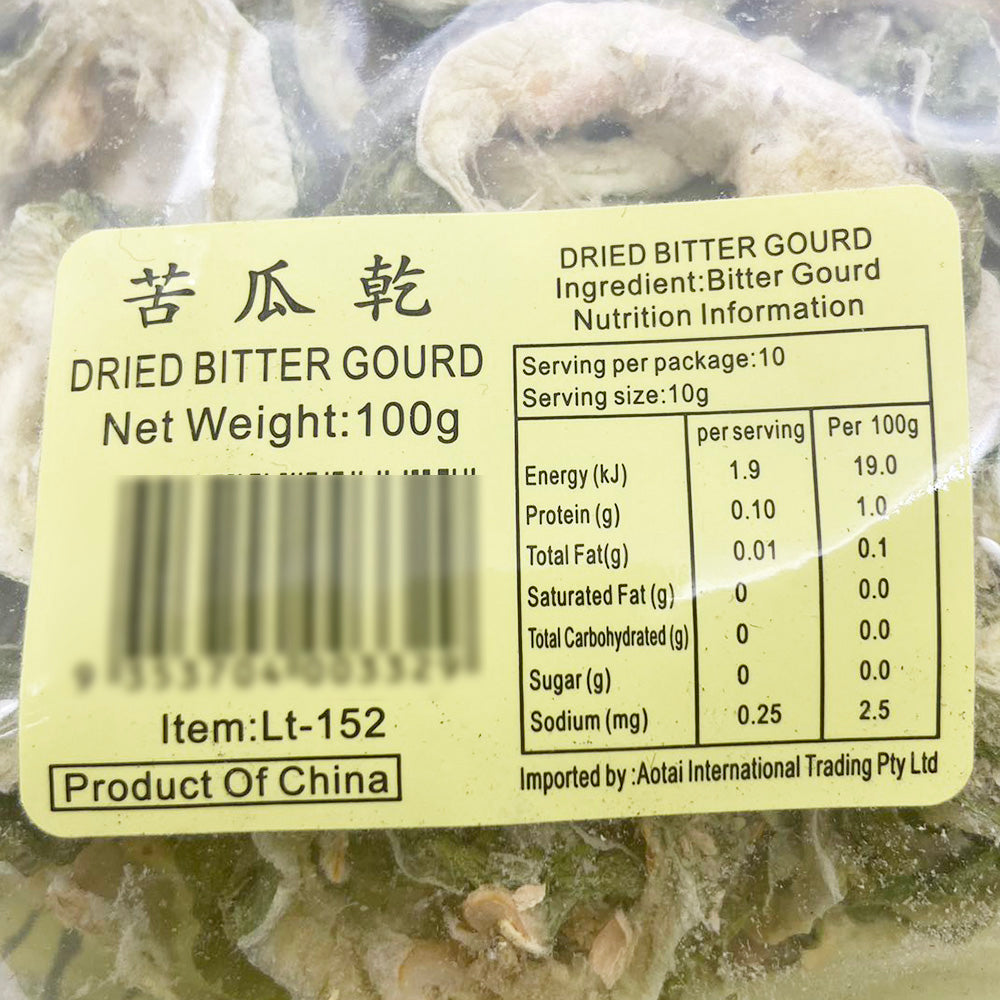 苦瓜乾
DRIED BITTER GOURD
Net Weight:100g
Item:Lt-152
Product Of China
DRIED BITTER GOURD
Ingredient:Bitter Gourd
Nutrition Information
Serving per package:10
Serving size:10g
per serving Per 100g
Energy (kJ) 1.9 19.0
Protein (g) 0.10 1.0
Total Fat(g) 0.01 0.1
Saturated Fat (g) 0 0.0
Total Carbohydrated (g) 0 0.0
Sugar (g) 0 0.0
Sodium (mg) 0.25 2.5
Imported by :Aotai International Trading Pty Ltd